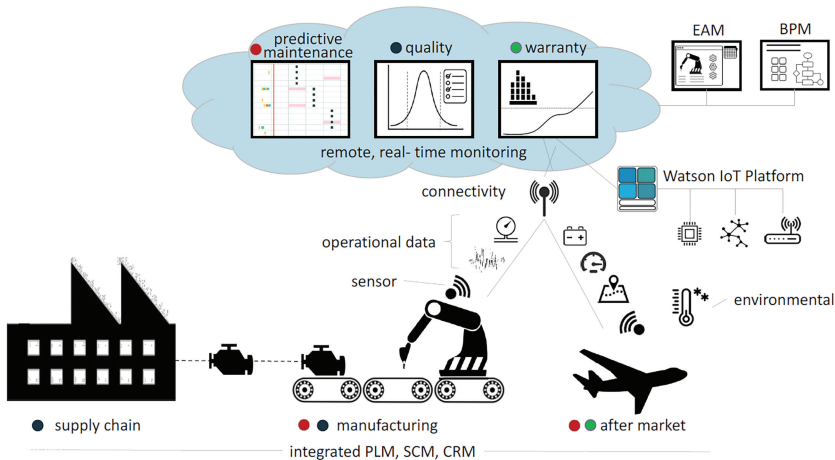 predictive
maintenance
quality
warranty
EAM
BPM
remote, real- time monitoring
connectivity
Watson IoT Platform
operational data
sensor
environmental
supply chain
manufacturing
after market
integrated PLM, SCM, CRM